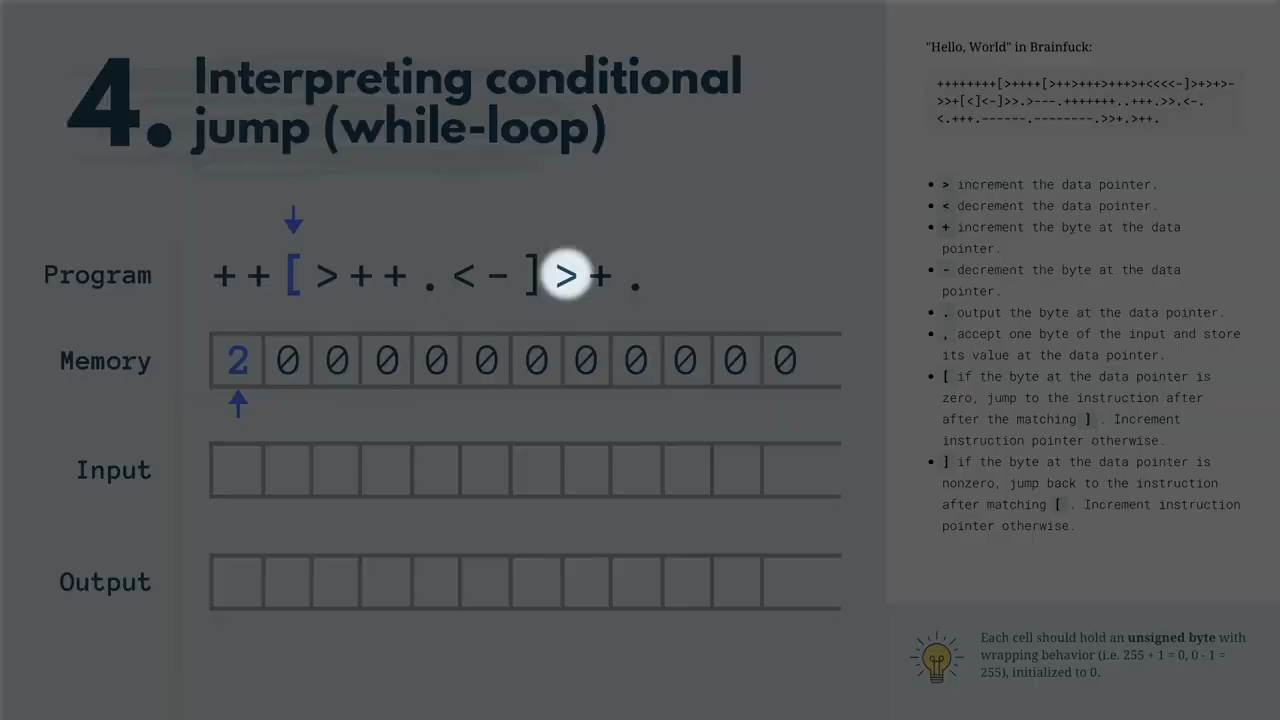 4. Interpreting conditional
jump (while-loop)
Program ++[>++.<-]>+.
Memory 2 0 0 0 0 0 0 0 0 0 0 0
Input
Output
"Hello, World" in Brainfuck:
++++++++[>++++[>++>+++>+++>+<<<<-]>+>+>-
>>+[<]<-]>>.>---.+++++++..+++.>>.<-.
<.+++.------.--------.>>+.>++.
> increment the data pointer.
< decrement the data pointer.
+ increment the byte at the data
pointer.
- decrement the byte at the data
pointer.
. output the byte at the data pointer.
, accept one byte of the input and store
its value at the data pointer.
[ if the byte at the data pointer is
zero, jump to the instruction after
after the matching ] . Increment
instruction pointer otherwise.
] if the byte at the data pointer is
nonzero, jump back to the instruction
after matching [ . Increment instruction
pointer otherwise.
Each cell should hold an unsigned byte with
wrapping behavior (i.e. 255 + 1 = 0, 0 - 1 =
255), initialized to 0.